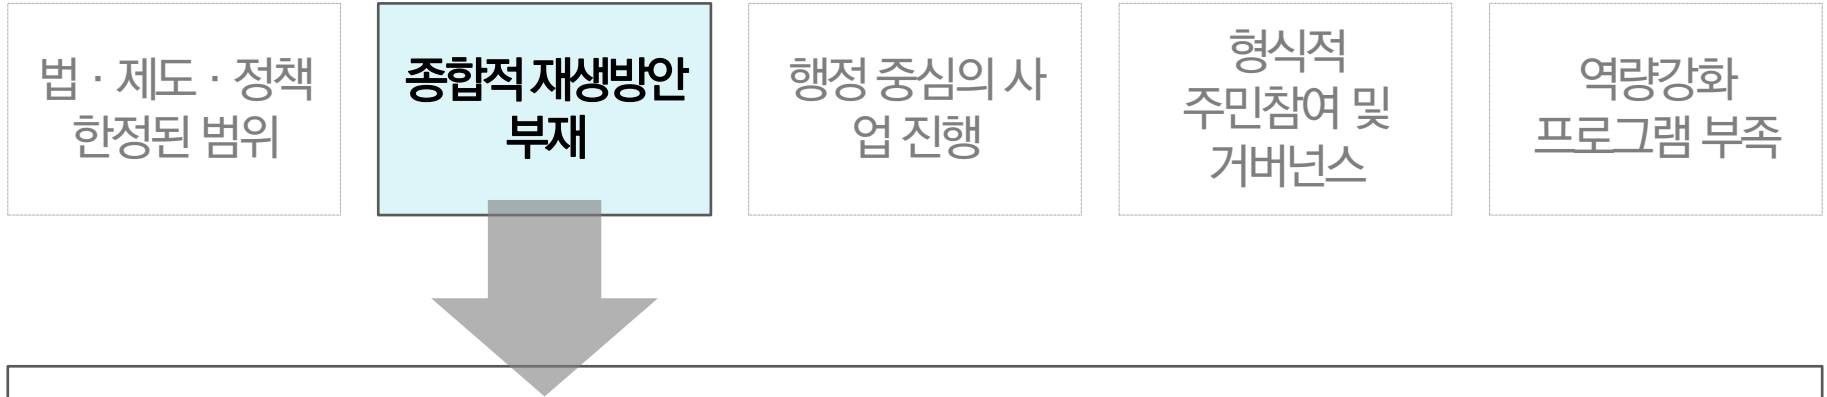 법 · 제도 · 정책
한정된 범위
종합적 재생방안
부재
행정 중심의 사
업 진행
형식적
주민참여 및
거버넌스
역량강화
프로그램 부족